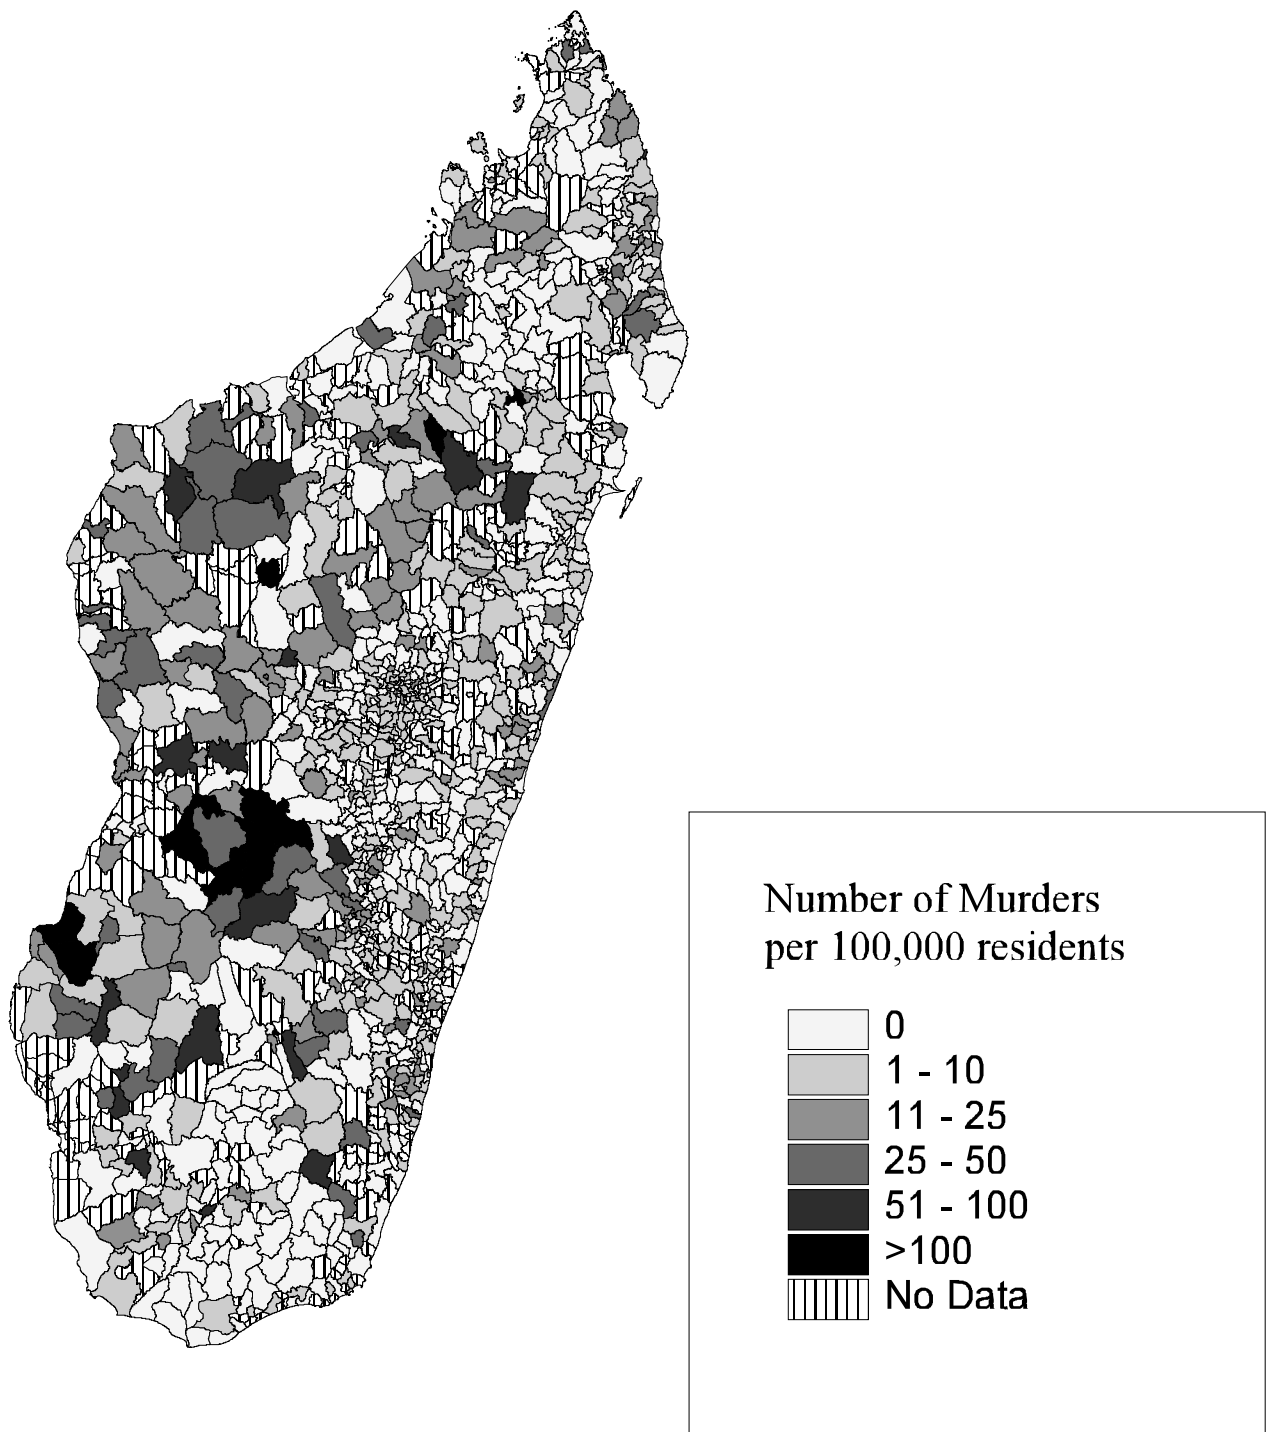 Number of Murders
per 100,000 residents
0
1 - 10
11 - 25
25 - 50
51 - 100
>100
No Data